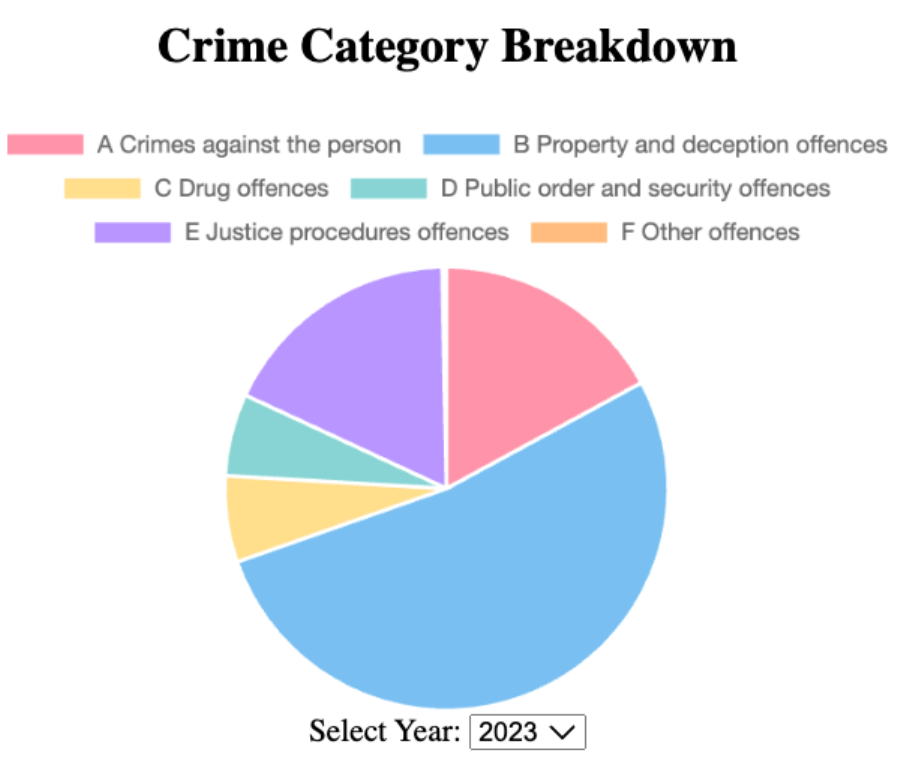 Crime Category Breakdown
A Crimes against the person B Property and deception offences
C Drug offences D Public order and security offences
E Justice procedures offences F Other offences
Select Year: 2023